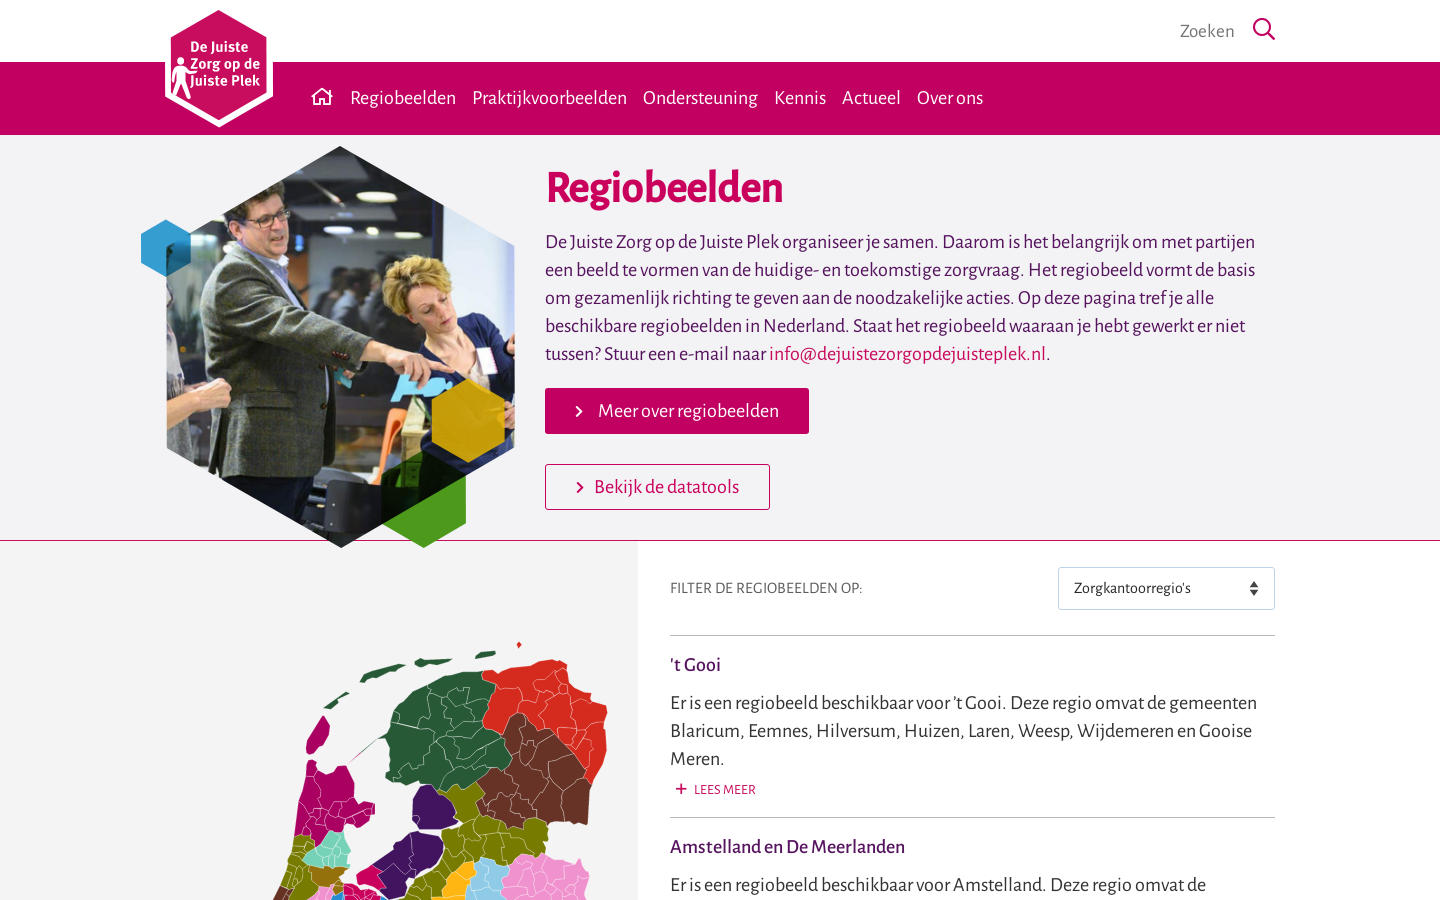 Zoeken
De Juiste
Zorg op de
Juiste Plek
Regiobeelden Praktijkvoorbeelden Ondersteuning Kennis Actueel Over ons
Regiobeelden
De Juiste Zorg op de Juiste Plek organiseer je samen. Daarom is het belangrijk om met partijen
een beeld te vormen van de huidige- en toekomstige zorgvraag. Het regiobeeld vormt de basis
om gezamenlijk richting te geven aan de noodzakelijke acties. Op deze pagina tref je alle
beschikbare regiobeelden in Nederland. Staat het regiobeeld waaraan je hebt gewerkt er niet
tussen? Stuur een e-mail naar info@dejuistezorgopdejuisteplek.nl.
Meer over regiobeelden
Bekijk de datatools
FILTER DE REGIOBEELDEN OP:
Zorgkantoorregio's
't Gooi
Er is een regiobeeld beschikbaar voor ’t Gooi. Deze regio omvat de gemeenten
Blaricum, Eemnes, Hilversum, Huizen, Laren, Weesp, Wijdemeren en Gooise
Meren.
LEES MEER
Amstelland en De Meerlanden
Er is een regiobeeld beschikbaar voor Amstelland. Deze regio omvat de